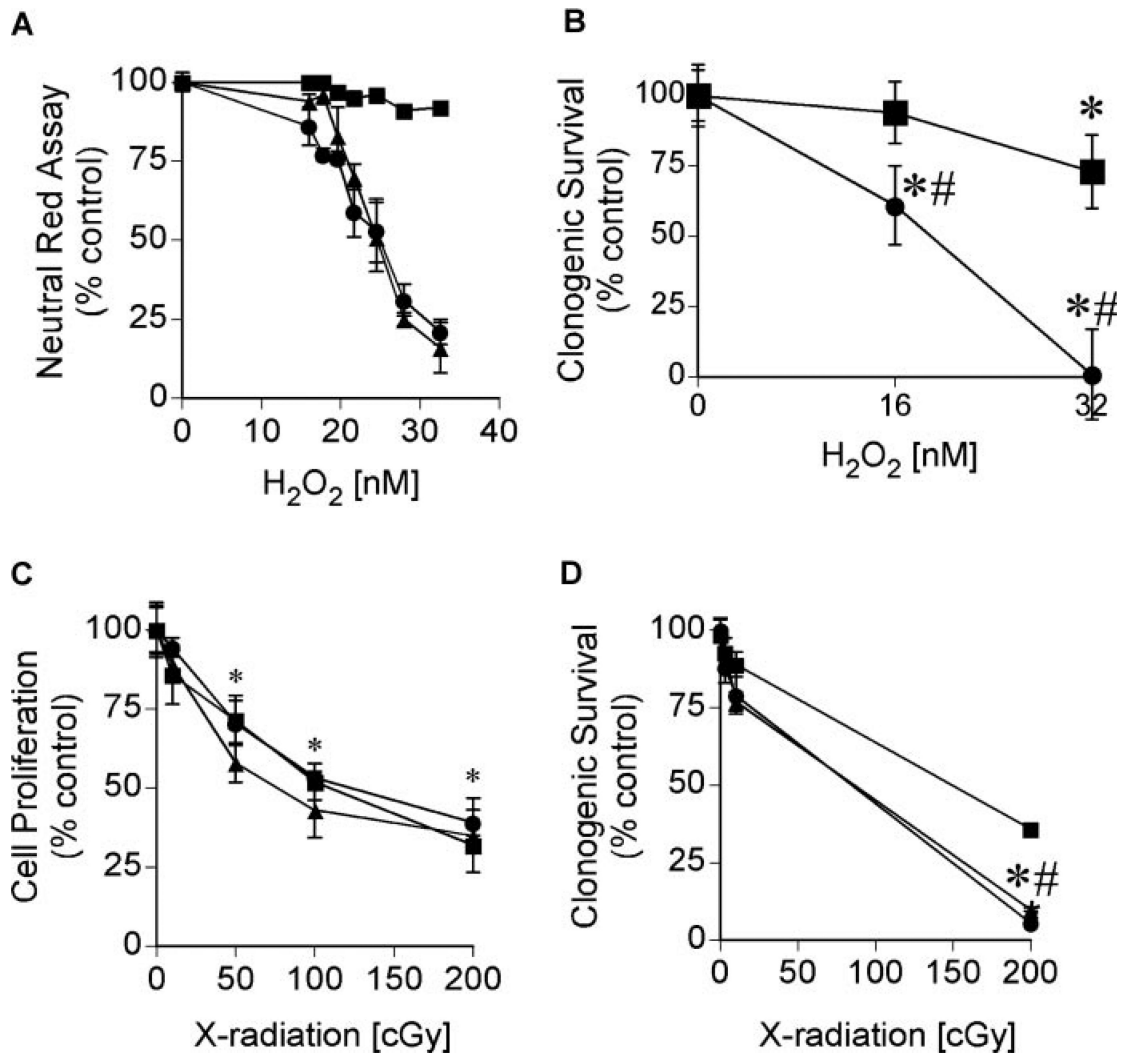 A
Neutral Red Assay
(% control)
100
75
50
25
0
0 10 20 30 40
H2O2 [nM]
B
Clonogenic Survival
(% control)
100
75
50
25
0
*
*#
*#
0 16 32
H2O2 [nM]
C
Cell Proliferation
(% control)
100
75
50
25
0
*
*
*
0 50 100 150 200
X-radiation [cGy]
D
Clonogenic Survival
(% control)
100
75
50
25
0
*#
0 50 100 150 200
X-radiation [cGy]